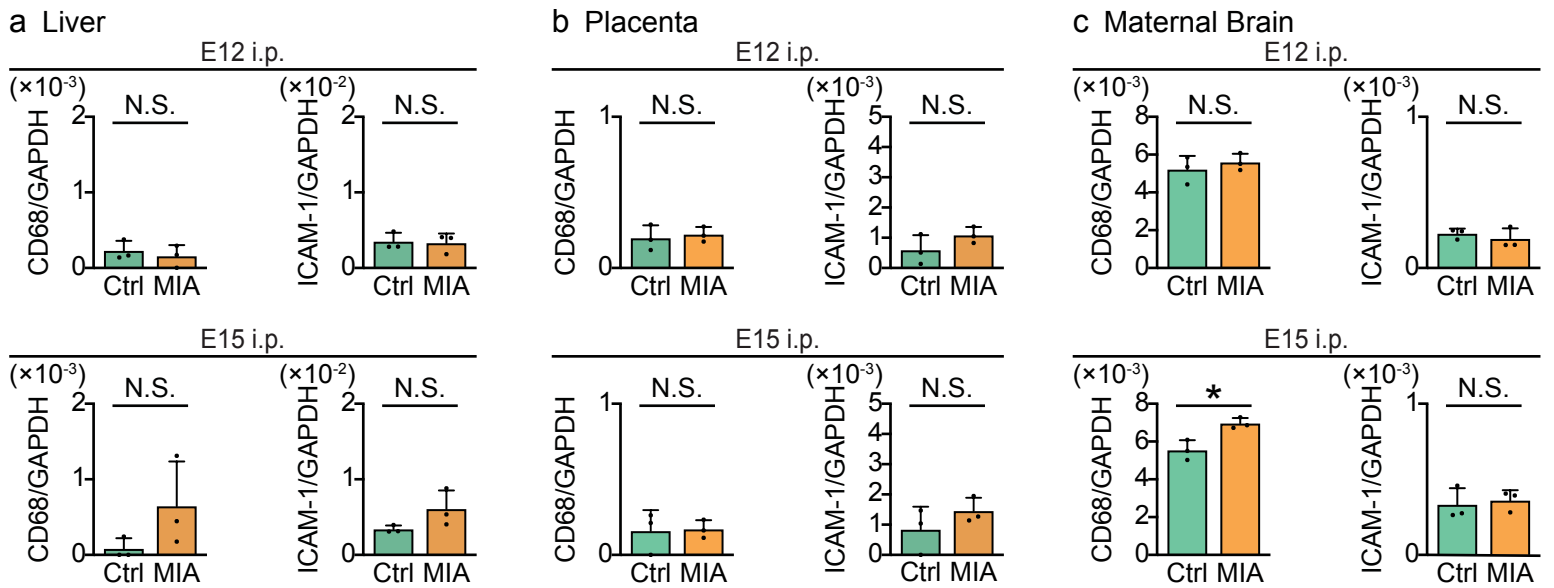 a Liver
E12 i.p.
(×10⁻³)
CD68/GAPDH
2
1
0
N.S.
Ctrl MIA
(×10⁻²)
ICAM-1/GAPDH
2
1
0
N.S.
Ctrl MIA
E15 i.p.
(×10⁻³)
CD68/GAPDH
2
1
0
N.S.
Ctrl MIA
(×10⁻²)
ICAM-1/GAPDH
2
1
0
N.S.
Ctrl MIA
b Placenta
E12 i.p.
CD68/GAPDH
1
0
N.S.
Ctrl MIA
(×10⁻³)
ICAM-1/GAPDH
5
4
3
2
1
0
N.S.
Ctrl MIA
E15 i.p.
CD68/GAPDH
1
0
N.S.
Ctrl MIA
(×10⁻³)
ICAM-1/GAPDH
5
4
3
2
1
0
N.S.
Ctrl MIA
c Maternal Brain
E12 i.p.
(×10⁻³)
CD68/GAPDH
8
6
4
2
0
N.S.
Ctrl MIA
(×10⁻³)
ICAM-1/GAPDH
1
0
N.S.
Ctrl MIA
E15 i.p.
(×10⁻³)
CD68/GAPDH
8
6
4
2
0
*
Ctrl MIA
(×10⁻³)
ICAM-1/GAPDH
1
0
N.S.
Ctrl MIA